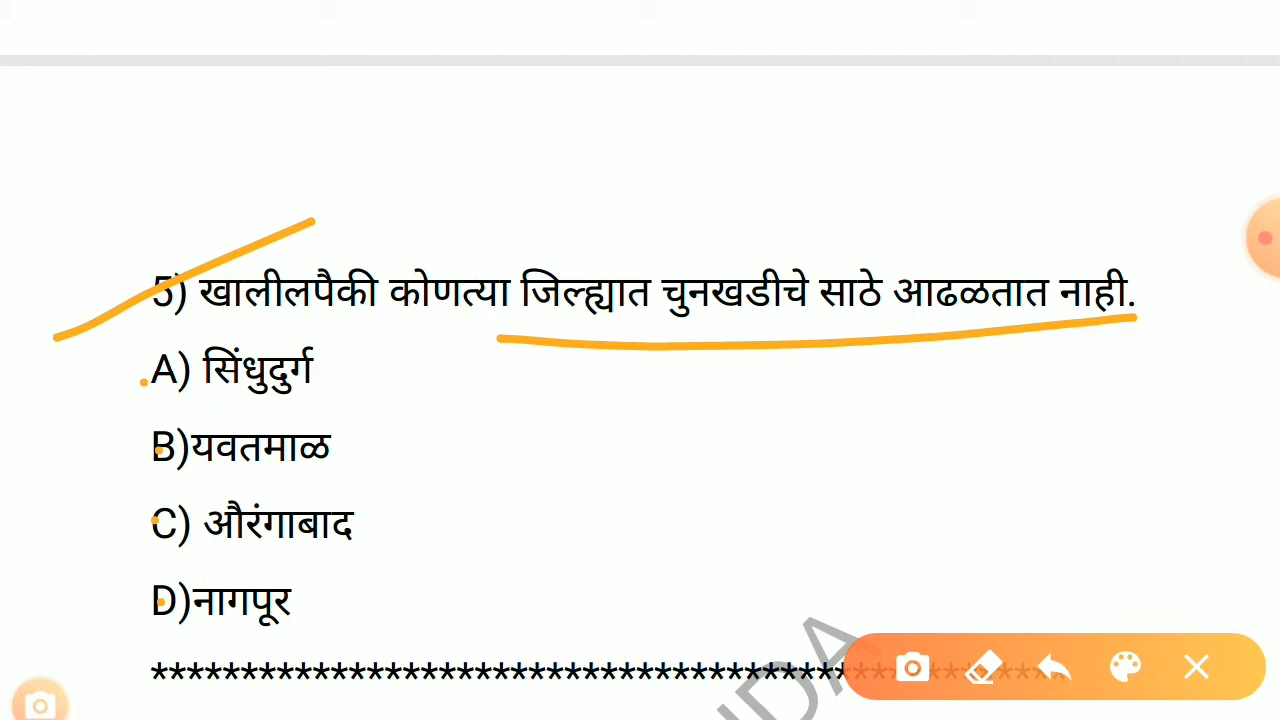 5) खालीलपैकी कोणत्या जिल्ह्यात चुनखडीचे साठे आढळतात नाही.
A) सिंधुदुर्ग
B)यवतमाळ
C) औरंगाबाद
D)नागपूर